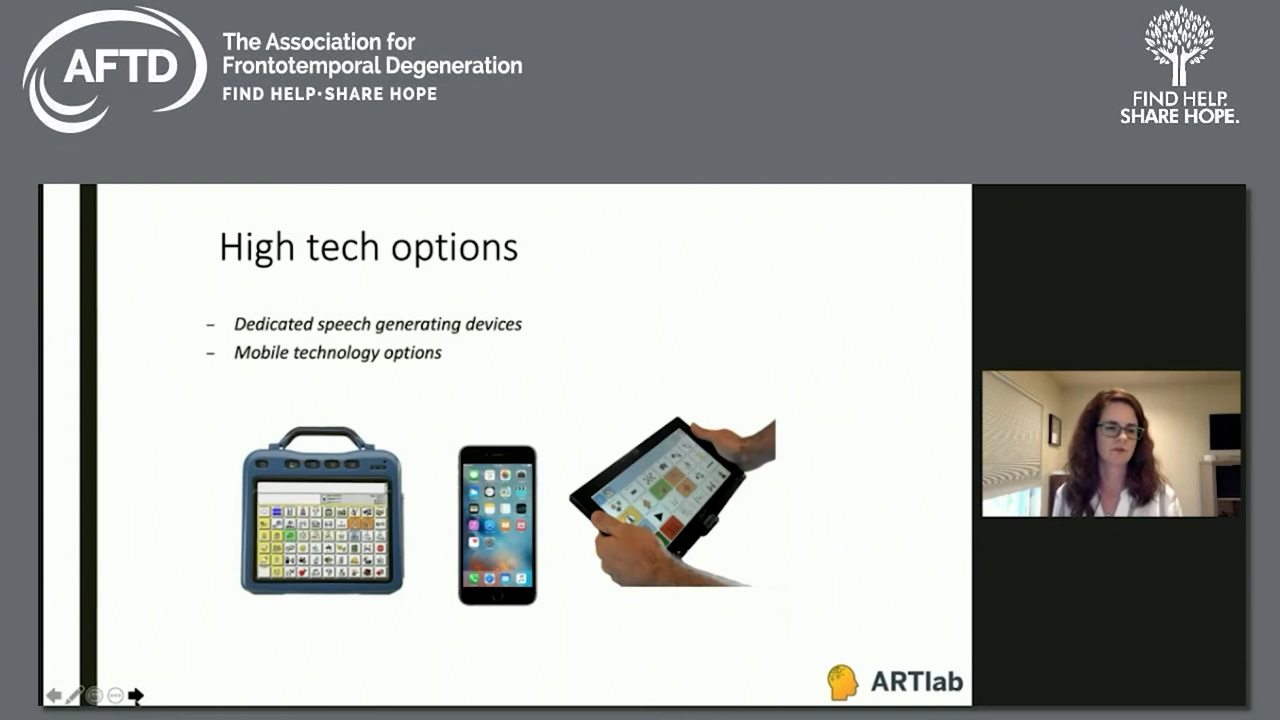 AFTD
The Association for
Frontotemporal Degeneration
FIND HELP•SHARE HOPE
FIND HELP.
SHARE HOPE.
High tech options
– Dedicated speech generating devices
– Mobile technology options
ARTlab